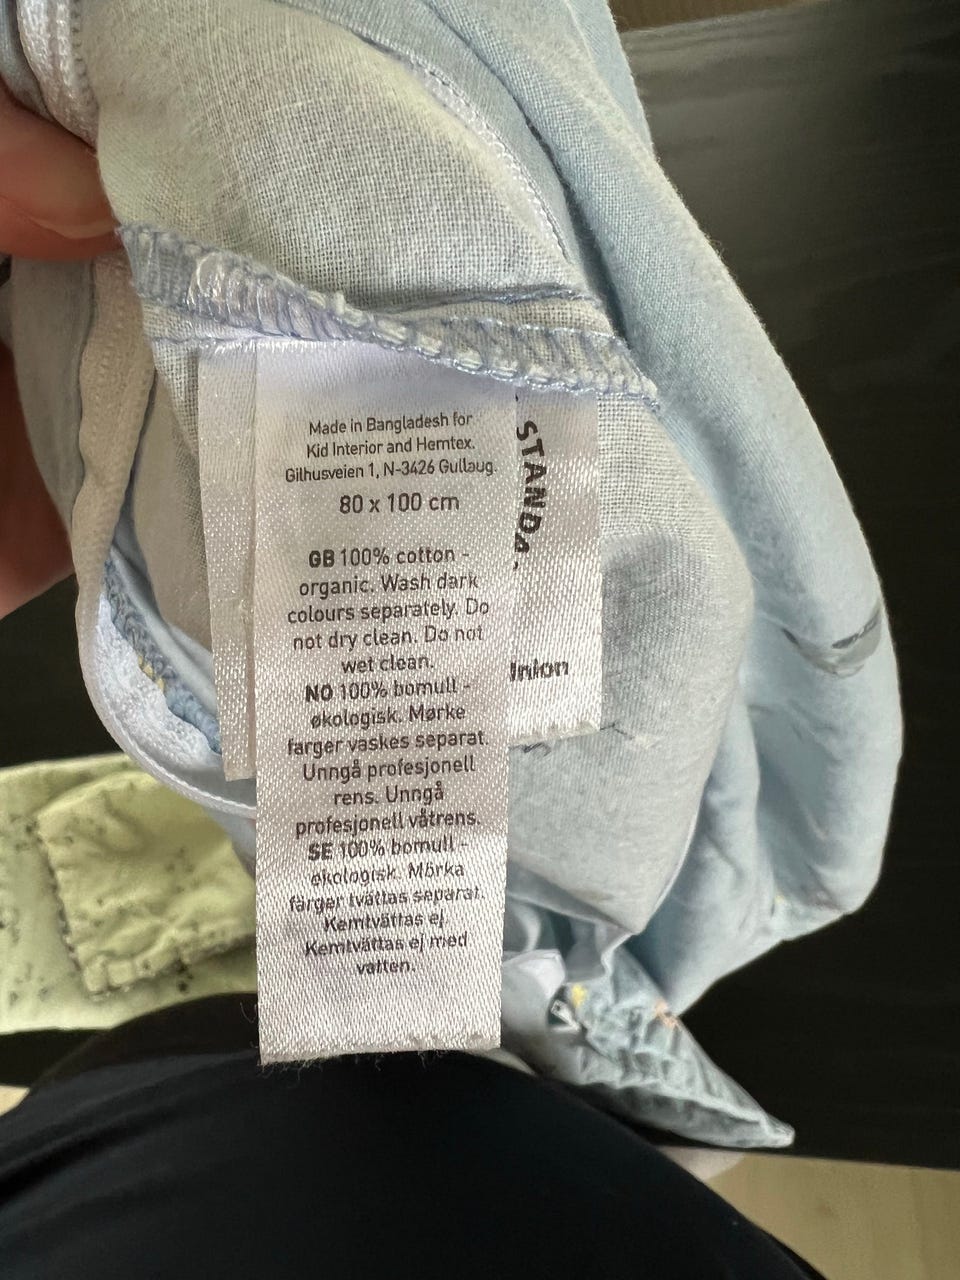 Made in Bangladesh for
Kid Interior and Hemtex.
Gilhusveien 1, N-3426 Gullaug.
80 x 100 cm
GB 100% cotton -
organic. Wash dark
colours separately. Do
not dry clean. Do not
wet clean.
NO 100% bomull -
økologisk. Mørke
farger vaskes separat.
Unngå profesjonell
rens. Unngå
profesjonell våtrens.
SE 100% bomull -
ekologisk. Mörka
färger tvättas separat.
Kemtvättas ej
Kemtvättas ej med
vatten.
STANDA